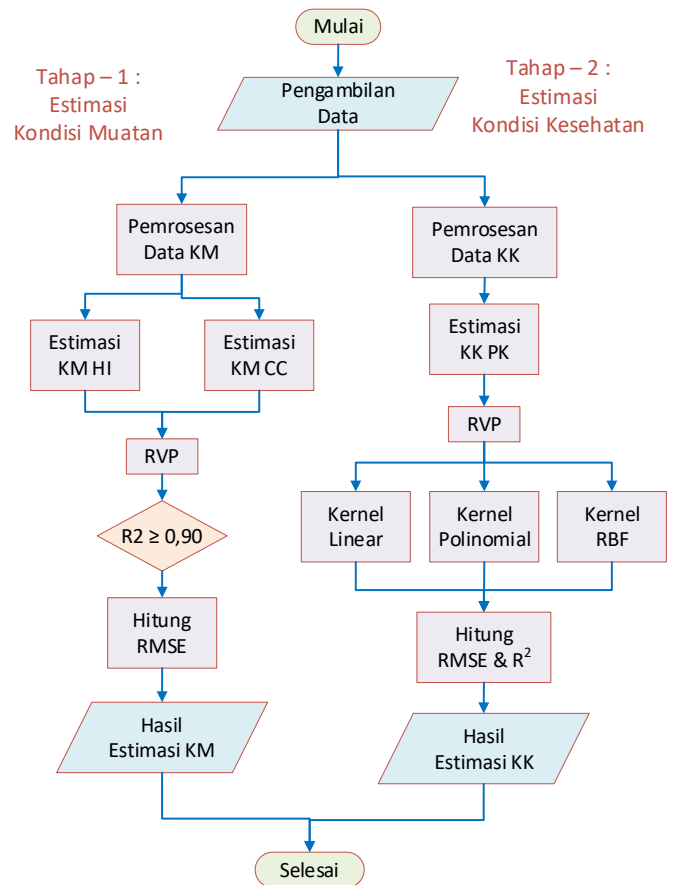 Mulai
Tahap – 1 :
Estimasi
Kondisi Muatan
Pengambilan
Data
Tahap – 2 :
Estimasi
Kondisi Kesehatan
Pemrosesan
Data KM
Pemrosesan
Data KK
Estimasi
KM HI
Estimasi
KM CC
Estimasi
KK PK
RVP
RVP
R2 ≥ 0,90
Kernel
Linear
Kernel
Polinomial
Kernel
RBF
Hitung
RMSE
Hitung
RMSE & R²
Hasil
Estimasi KM
Hasil
Estimasi KK
Selesai